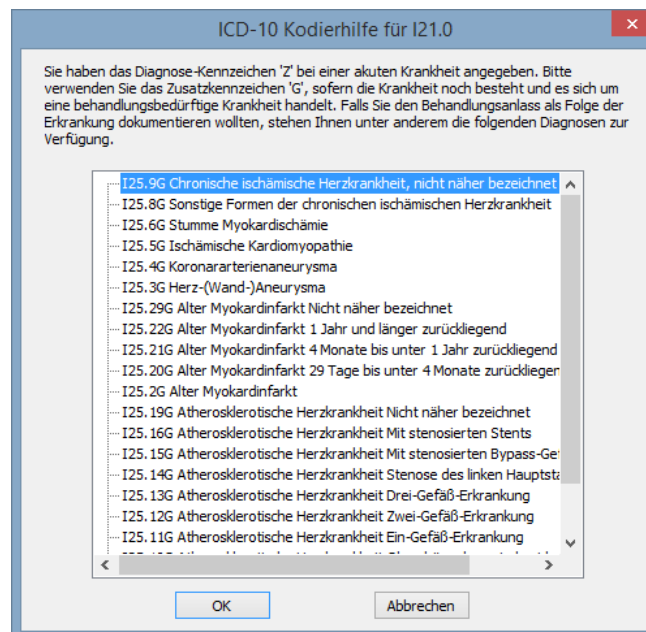 ICD-10 Kodierhilfe für I21.0
Sie haben das Diagnose-Kennzeichen 'Z' bei einer akuten Krankheit angegeben. Bitte
verwenden Sie das Zusatzkennzeichen 'G', sofern die Krankheit noch besteht und es sich um
eine behandlungsbedürftige Krankheit handelt. Falls Sie den Behandlungsanlass als Folge der
Erkrankung dokumentieren wollten, stehen Ihnen unter anderem die folgenden Diagnosen zur
Verfügung.
I25.9G Chronische ischämische Herzkrankheit, nicht näher bezeichnet
I25.8G Sonstige Formen der chronischen ischämischen Herzkrankheit
I25.6G Stumme Myokardischämie
I25.5G Ischämische Kardiomyopathie
I25.4G Koronararterienaneurysma
I25.3G Herz-(Wand-)Aneurysma
I25.29G Alter Myokardinfarkt Nicht näher bezeichnet
I25.22G Alter Myokardinfarkt 1 Jahr und länger zurückliegend
I25.21G Alter Myokardinfarkt 4 Monate bis unter 1 Jahr zurückliegend
I25.20G Alter Myokardinfarkt 29 Tage bis unter 4 Monate zurückliegen
I25.2G Alter Myokardinfarkt
I25.19G Atherosklerotische Herzkrankheit Nicht näher bezeichnet
I25.16G Atherosklerotische Herzkrankheit Mit stenosierten Stents
I25.15G Atherosklerotische Herzkrankheit Mit stenosierten Bypass-Ge
I25.14G Atherosklerotische Herzkrankheit Stenose des linken Hauptsta
I25.13G Atherosklerotische Herzkrankheit Drei-Gefäß-Erkrankung
I25.12G Atherosklerotische Herzkrankheit Zwei-Gefäß-Erkrankung
I25.11G Atherosklerotische Herzkrankheit Ein-Gefäß-Erkrankung
OK
Abbrechen